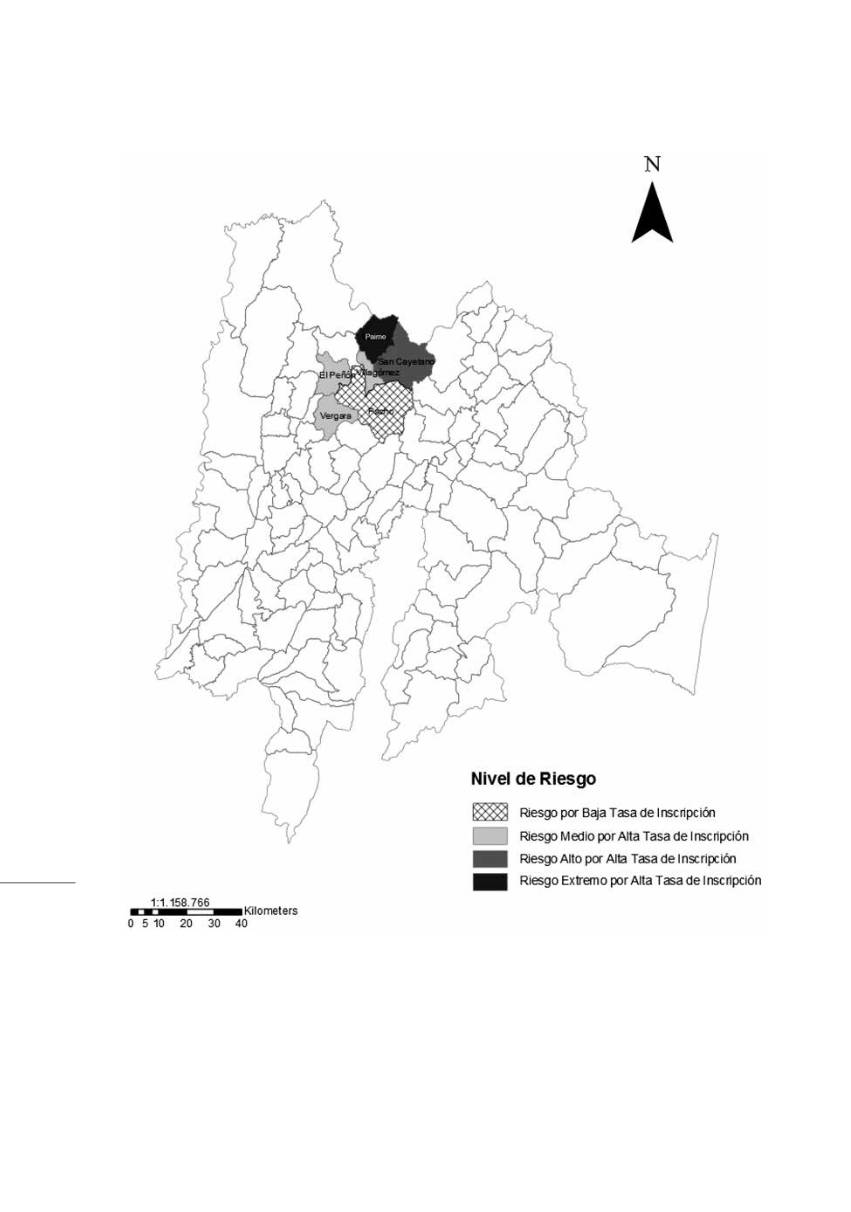 N
Paime
San Cayetano
El Peñón
Villagómez
Vergara
Pacho
Nivel de Riesgo
Riesgo por Baja Tasa de Inscripción
Riesgo Medio por Alta Tasa de Inscripción
Riesgo Alto por Alta Tasa de Inscripción
Riesgo Extremo por Alta Tasa de Inscripción
1:1.158.766
Kilometers
0 5 10 20 30 40